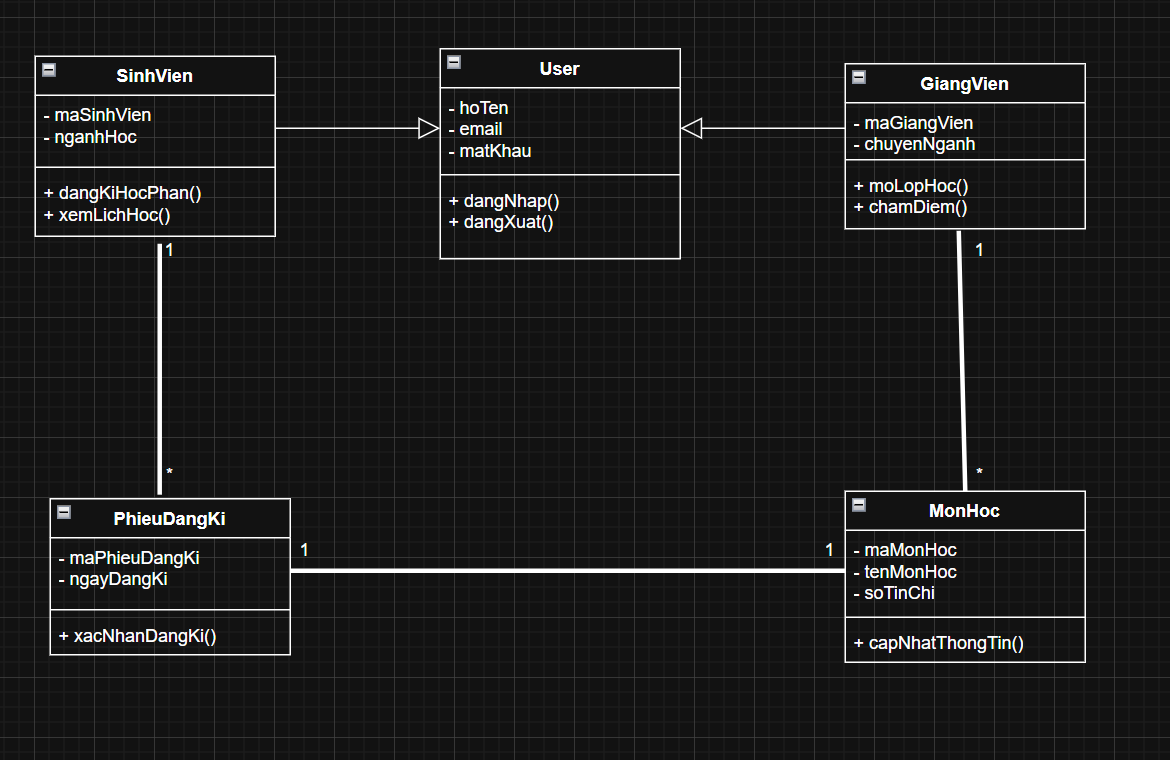 SinhVien
- maSinhVien
- nganhHoc
+ dangKiHocPhan()
+ xemLichHoc()
User
- hoTen
- email
- matKhau
+ dangNhap()
+ dangXuat()
GiangVien
- maGiangVien
- chuyenNganh
+ moLopHoc()
+ chamDiem()
1
*
1
*
PhieuDangKi
- maPhieuDangKi
- ngayDangKi
+ xacNhanDangKi()
1
1
MonHoc
- maMonHoc
- tenMonHoc
- soTinChi
+ capNhatThongTin()